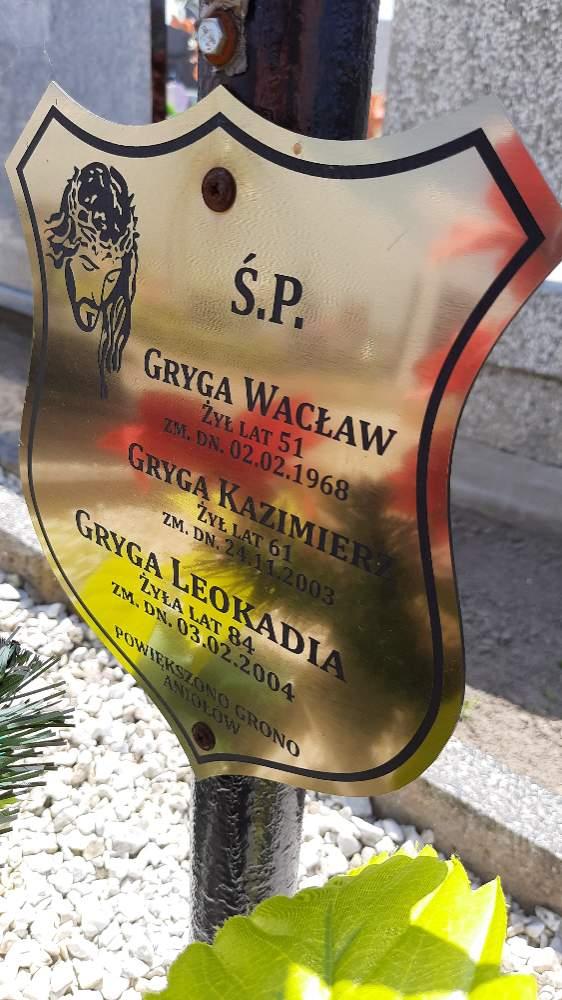 Ś.P.
GRYGA WACŁAW
ŻYŁ LAT 51
ZM. DN. 02.02.1968
GRYGA KAZIMIERZ
ŻYŁ LAT 61
ZM. DN. 24.11.2003
GRYGA LEOKADIA
ŻYŁA LAT 84
ZM. DN. 03.02.2004
POWIĘKSZONO GRONO
ANIOŁÓW